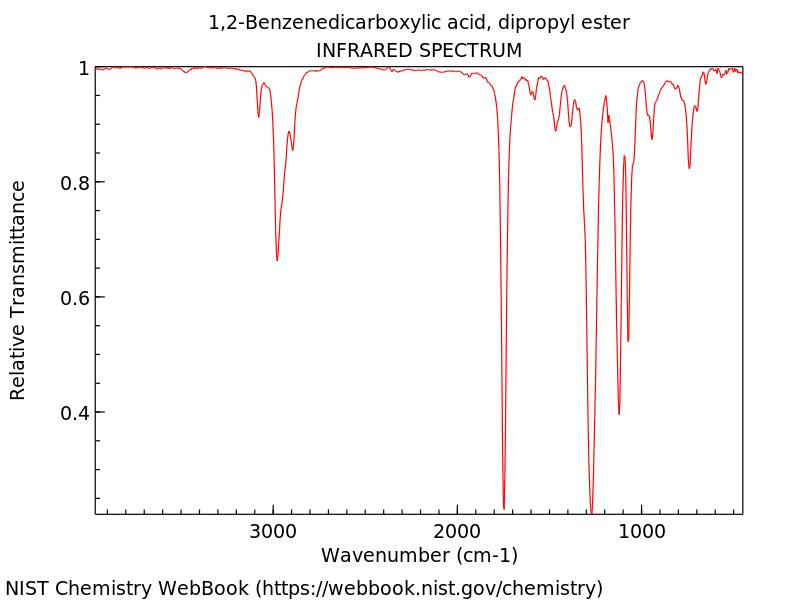 1,2-Benzenedicarboxylic acid, dipropyl ester
INFRARED SPECTRUM
1
0.8
0.6
0.4
Relative Transmittance
3000 2000 1000
Wavenumber (cm-1)
NIST Chemistry WebBook (https://webbook.nist.gov/chemistry)